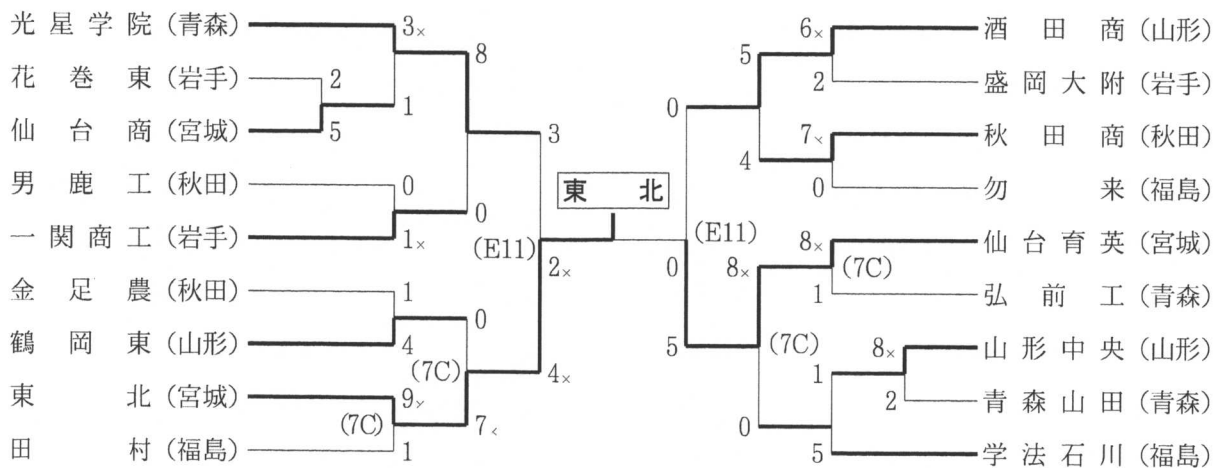 光星学院(青森)
花巻東(岩手)
仙台商(宮城)
男鹿工(秋田)
一関商工(岩手)
金足農(秋田)
鶴岡東(山形)
東北(宮城)
田村(福島)
3×
2
5
1
8
0
1×
0
3
1
4
0
(7C)
9×
(7C)
1
7×
4×
(E11)
2×
東北
(E11)
0
0
5
5
6×
2
4
7×
0
8×
8×
(7C)
1
(7C)
8×
1
2
0
5
酒田商(山形)
盛岡大附(岩手)
秋田商(秋田)
勿来(福島)
仙台育英(宮城)
弘前工(青森)
山形中央(山形)
青森山田(青森)
学法石川(福島)